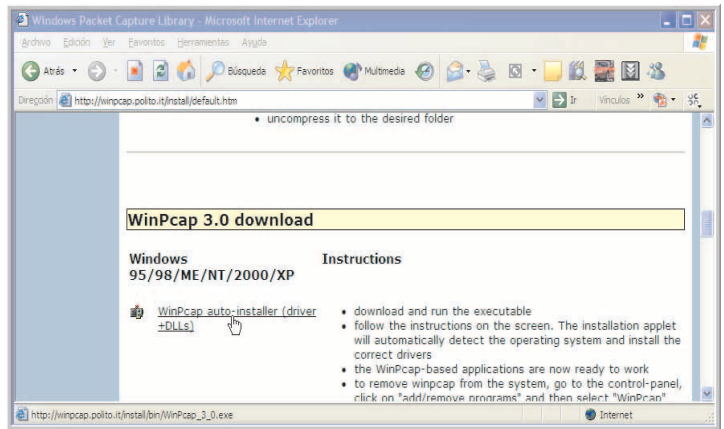 Windows Packet Capture Library - Microsoft Internet Explorer
Archivo Edición Ver Favoritos Herramientas Ayuda
Atrás Búsqueda Favoritos Multimedia
Dirección http://winpcap.polito.it/install/default.htm Ir Vínculos »
• uncompress it to the desired folder
WinPcap 3.0 download
Windows Instructions
95/98/ME/NT/2000/XP
WinPcap auto-installer (driver
+DLLs)
• download and run the executable
• follow the instructions on the screen. The installation applet
will automatically detect the operating system and install the
correct drivers
• the WinPcap-based applications are now ready to work
• to remove winpcap from the system, go to the control-panel,
click on "add/remove programs" and then select "WinPcap"
http://winpcap.polito.it/install/bin/WinPcap_3_0.exe Internet